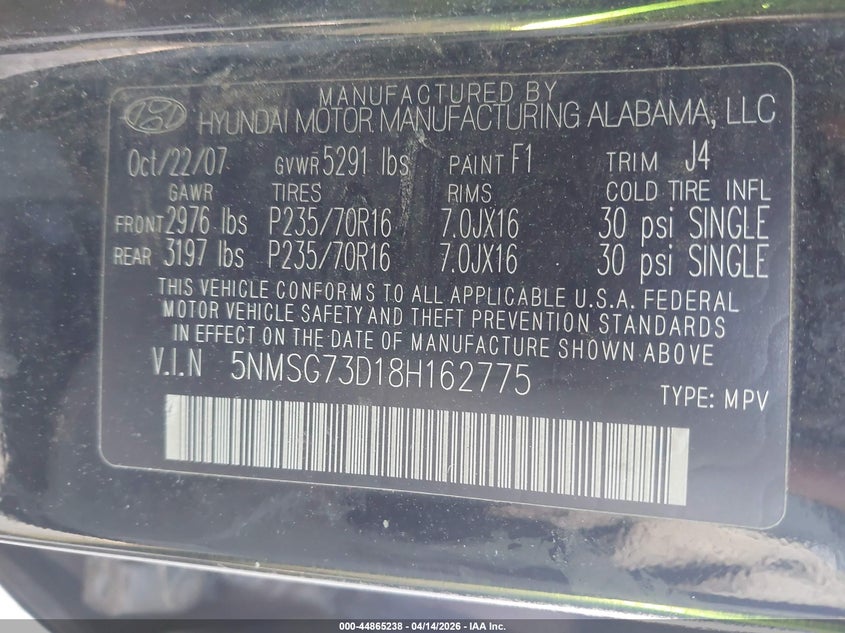 MANUFACTURED BY
HYUNDAI MOTOR MANUFACTURING ALABAMA, LLC
Oct/22/07 GVWR 5291 lbs PAINT F1 TRIM J4
GAWR TIRES RIMS COLD TIRE INFL
FRONT 2976 lbs P235/70R16 7.0JX16 30 psi SINGLE
REAR 3197 lbs P235/70R16 7.0JX16 30 psi SINGLE
THIS VEHICLE CONFORMS TO ALL APPLICABLE U.S.A. FEDERAL
MOTOR VEHICLE SAFETY AND THEFT PREVENTION STANDARDS
IN EFFECT ON THE DATE OF MANUFACTURE SHOWN ABOVE
V.I.N 5NMSG73D18H162775
TYPE: MPV
000-44865238 - 04/14/2026 - IAA Inc.